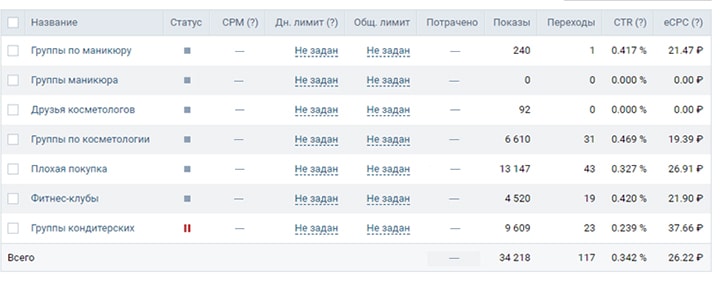 Название Статус CPM (?) Дн. лимит (?) Общ. лимит Потрачено Показы Переходы CTR (?) eCPC (?)
Группы по маникюру — Не задан Не задан — 240 1 0.417 % 21.47 ₽
Группы маникюра — Не задан Не задан — 0 0 0.000 % 0.00 ₽
Друзья косметологов — Не задан Не задан — 92 0 0.000 % 0.00 ₽
Группы по косметологии — Не задан Не задан — 6 610 31 0.469 % 19.39 ₽
Плохая покупка — Не задан Не задан — 13 147 43 0.327 % 26.91 ₽
Фитнес-клубы — Не задан Не задан — 4 520 19 0.420 % 21.90 ₽
Группы кондитерских — Не задан Не задан — 9 609 23 0.239 % 37.66 ₽
Всего — 34 218 117 0.342 % 26.22 ₽